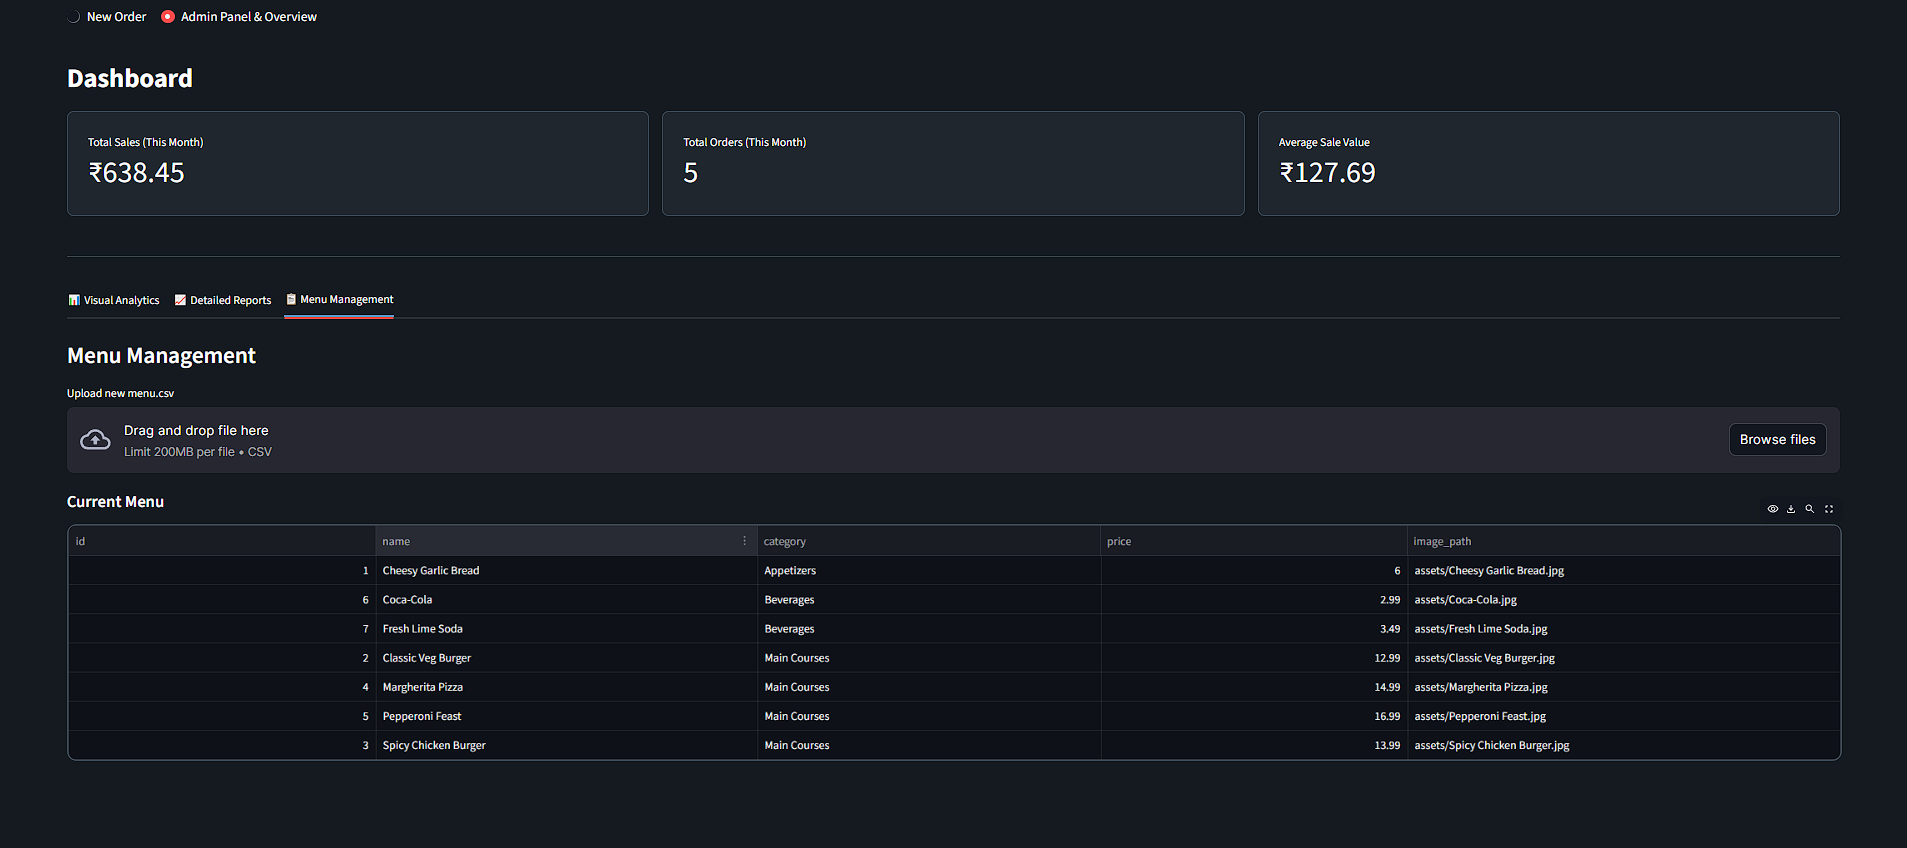 New Order Admin Panel & Overview
Dashboard
Total Sales (This Month) Total Orders (This Month) Average Sale Value
₹638.45 5 ₹127.69
Visual Analytics Detailed Reports Menu Management
Menu Management
Upload new menu.csv
Drag and drop file here
Limit 200MB per file • CSV
Browse files
Current Menu
id name category price image_path
1 Cheesy Garlic Bread Appetizers 6 assets/Cheesy Garlic Bread.jpg
6 Coca-Cola Beverages 2.99 assets/Coca-Cola.jpg
7 Fresh Lime Soda Beverages 3.49 assets/Fresh Lime Soda.jpg
2 Classic Veg Burger Main Courses 12.99 assets/Classic Veg Burger.jpg
4 Margherita Pizza Main Courses 14.99 assets/Margherita Pizza.jpg
5 Pepperoni Feast Main Courses 16.99 assets/Pepperoni Feast.jpg
3 Spicy Chicken Burger Main Courses 13.99 assets/Spicy Chicken Burger.jpg